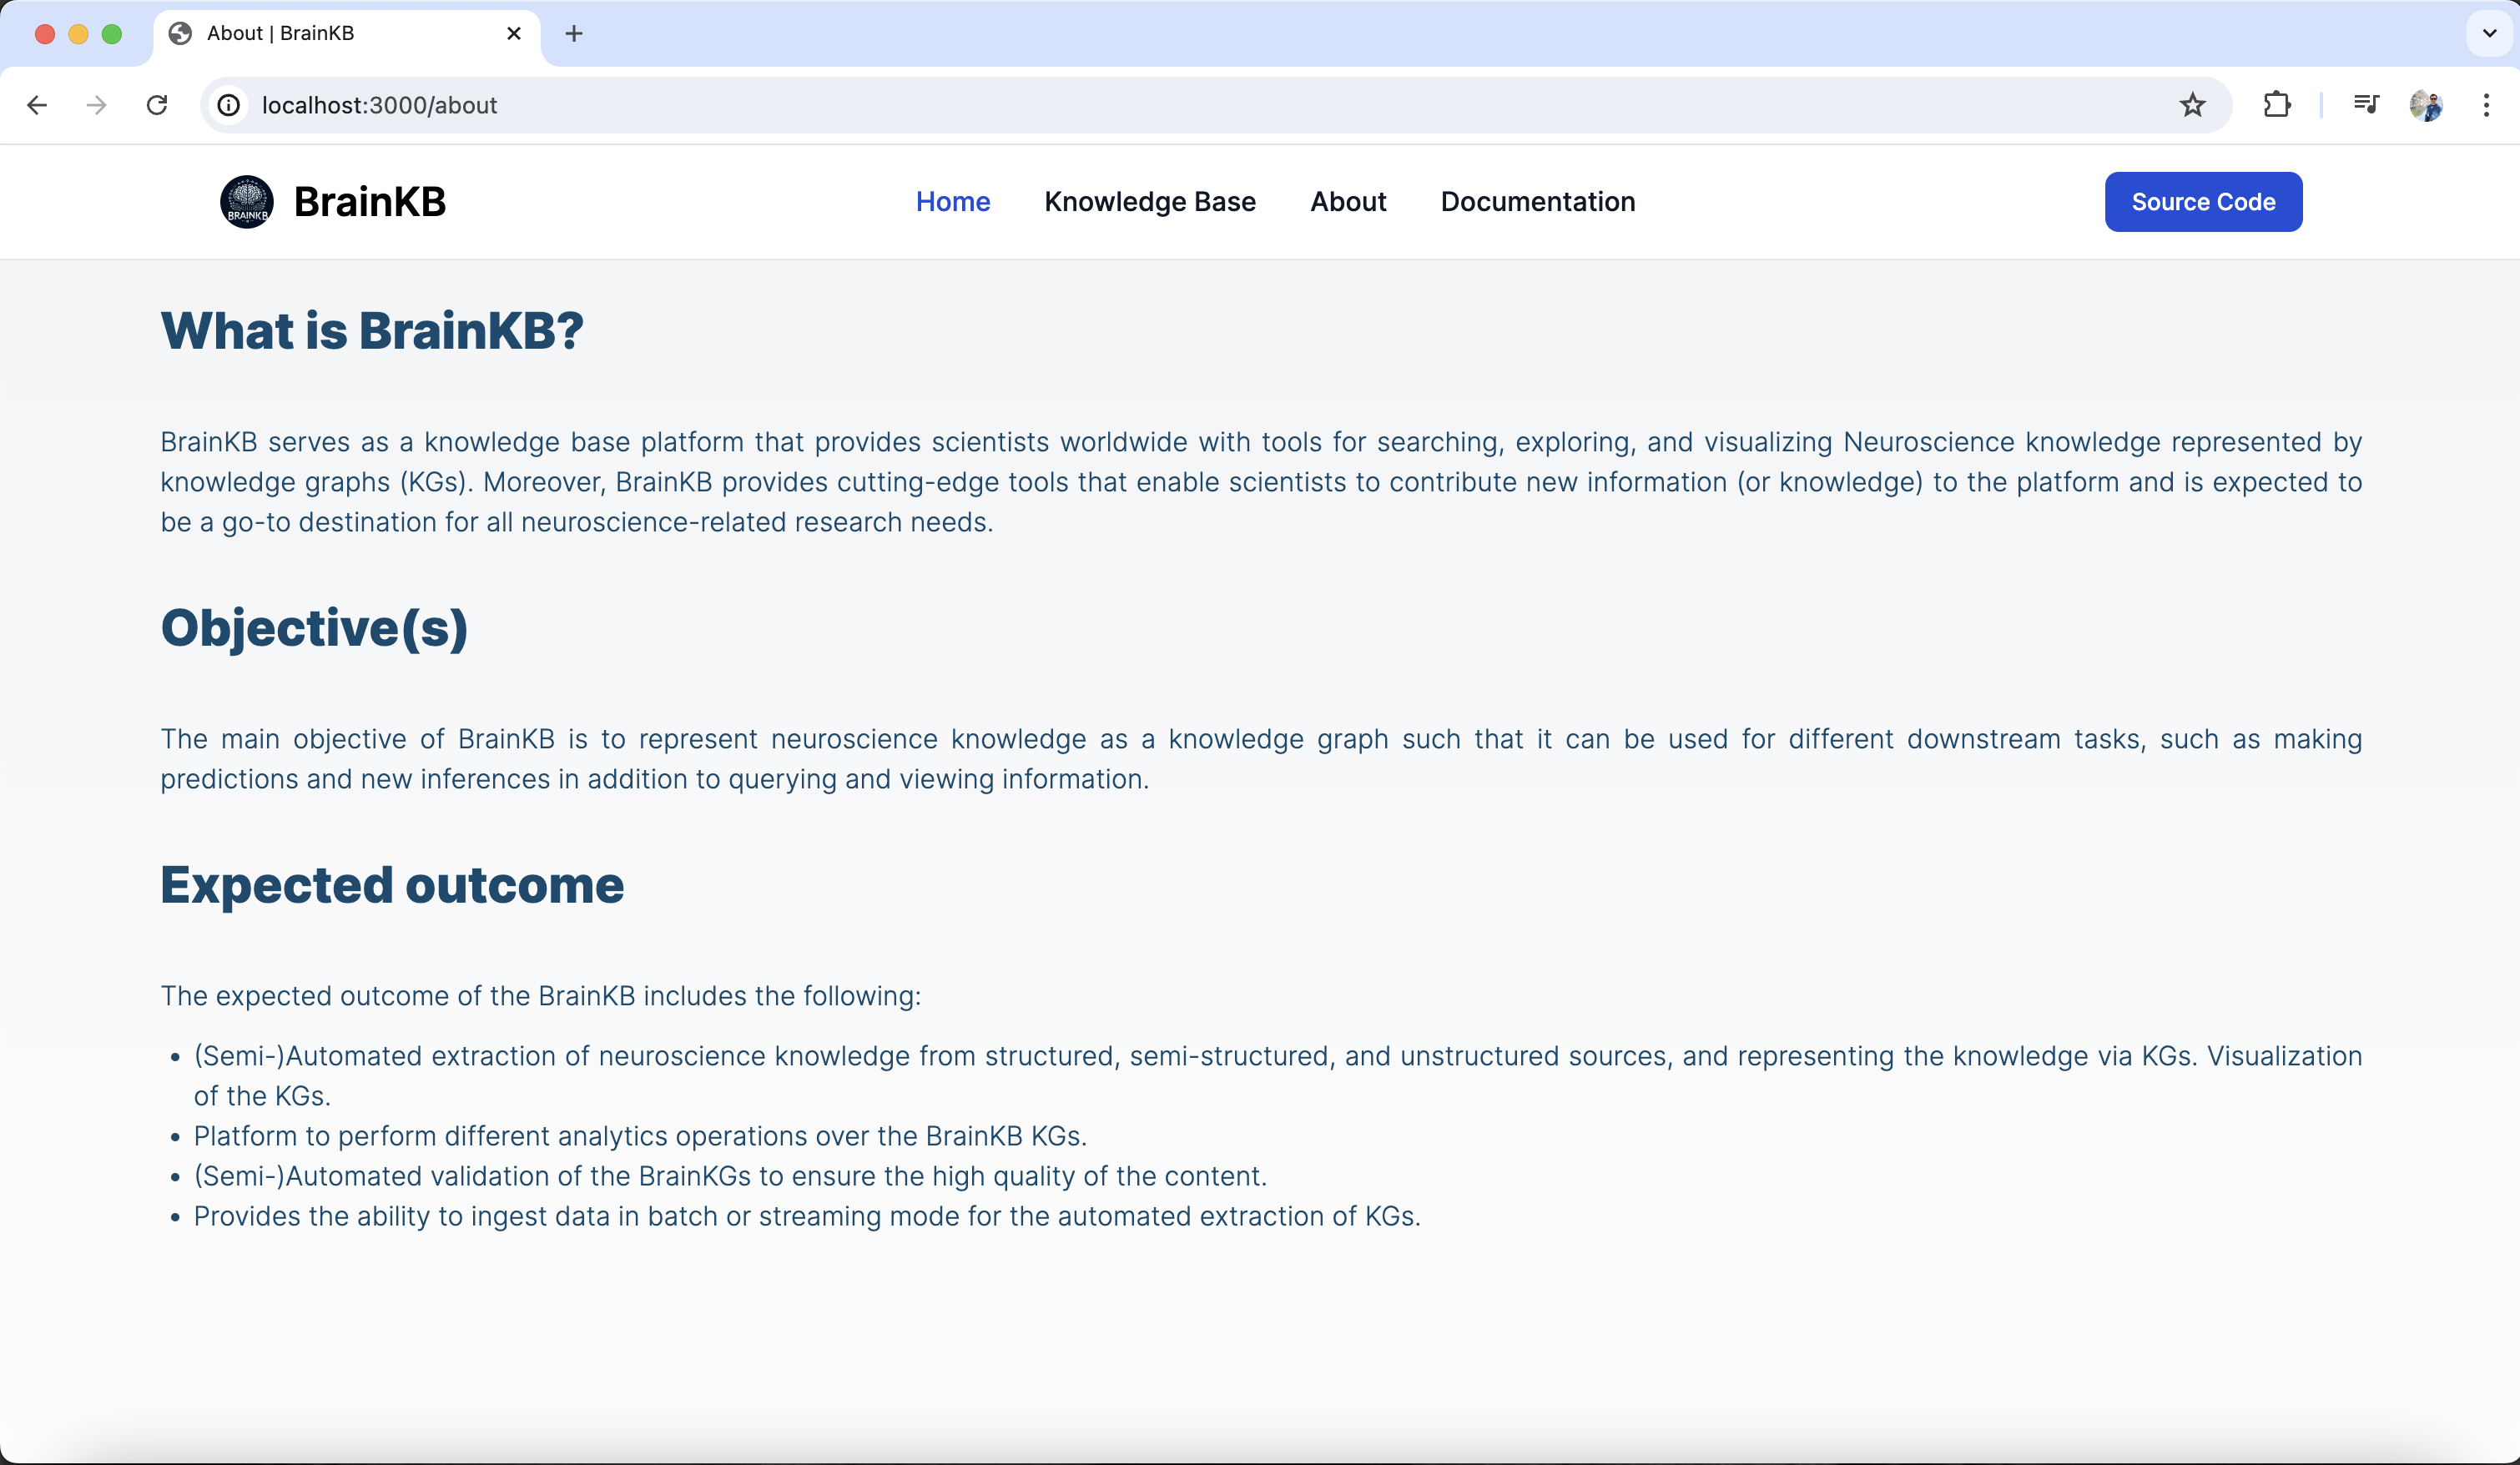 About | BrainKB
localhost:3000/about
BRAINKB
BrainKB
Home
Knowledge Base
About
Documentation
Source Code
What is BrainKB?
BrainKB serves as a knowledge base platform that provides scientists worldwide with tools for searching, exploring, and visualizing Neuroscience knowledge represented by
knowledge graphs (KGs). Moreover, BrainKB provides cutting-edge tools that enable scientists to contribute new information (or knowledge) to the platform and is expected to
be a go-to destination for all neuroscience-related research needs.
Objective(s)
The main objective of BrainKB is to represent neuroscience knowledge as a knowledge graph such that it can be used for different downstream tasks, such as making
predictions and new inferences in addition to querying and viewing information.
Expected outcome
The expected outcome of the BrainKB includes the following:
• (Semi-)Automated extraction of neuroscience knowledge from structured, semi-structured, and unstructured sources, and representing the knowledge via KGs. Visualization
of the KGs.
• Platform to perform different analytics operations over the BrainKB KGs.
• (Semi-)Automated validation of the BrainKGs to ensure the high quality of the content.
• Provides the ability to ingest data in batch or streaming mode for the automated extraction of KGs.